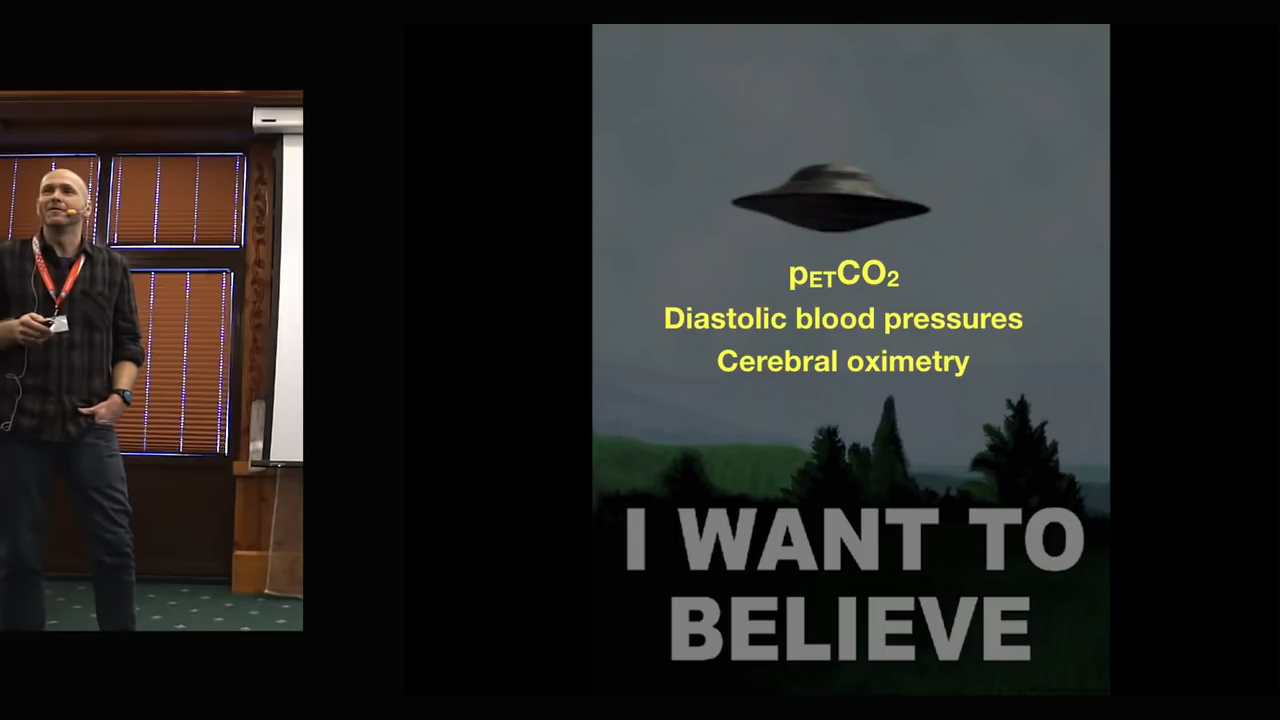 pETCO2
Diastolic blood pressures
Cerebral oximetry
I WANT TO
BELIEVE